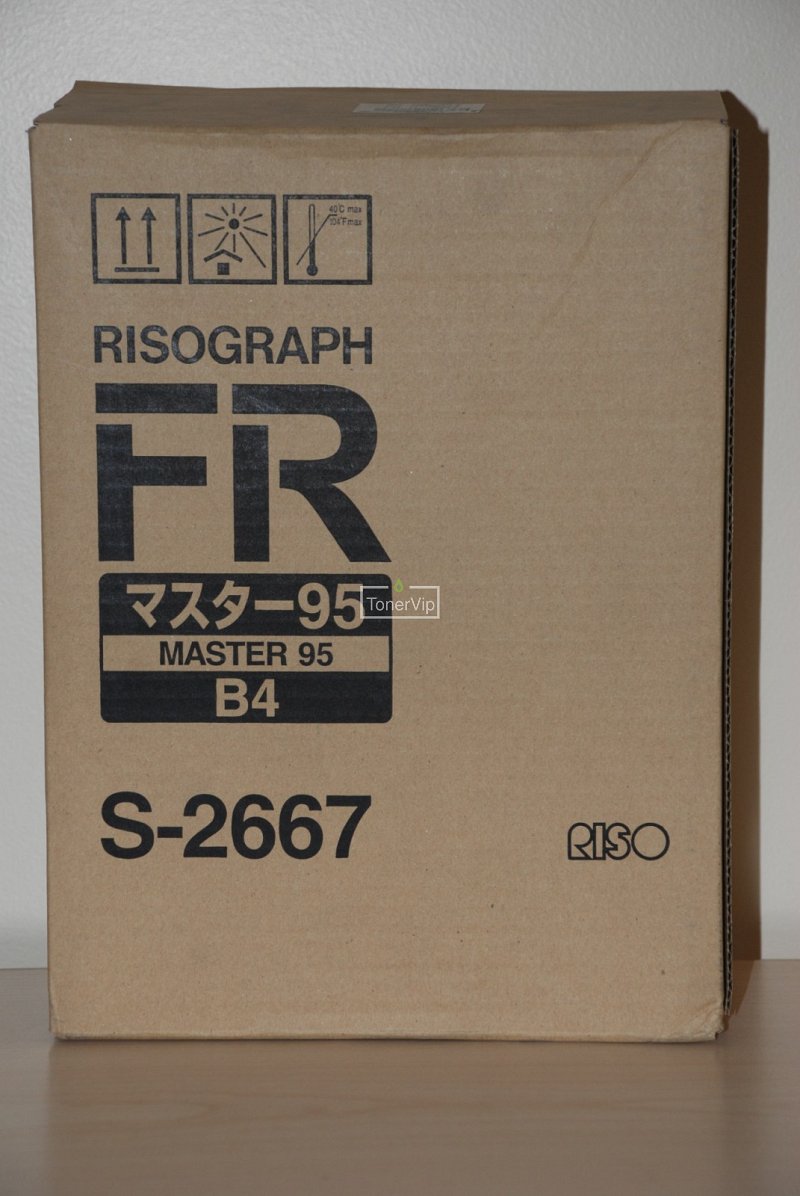 40°C max
104°F max
RISOGRAPH
FR
マスター95
TonerVip
MASTER 95
B4
S-2667
RISO